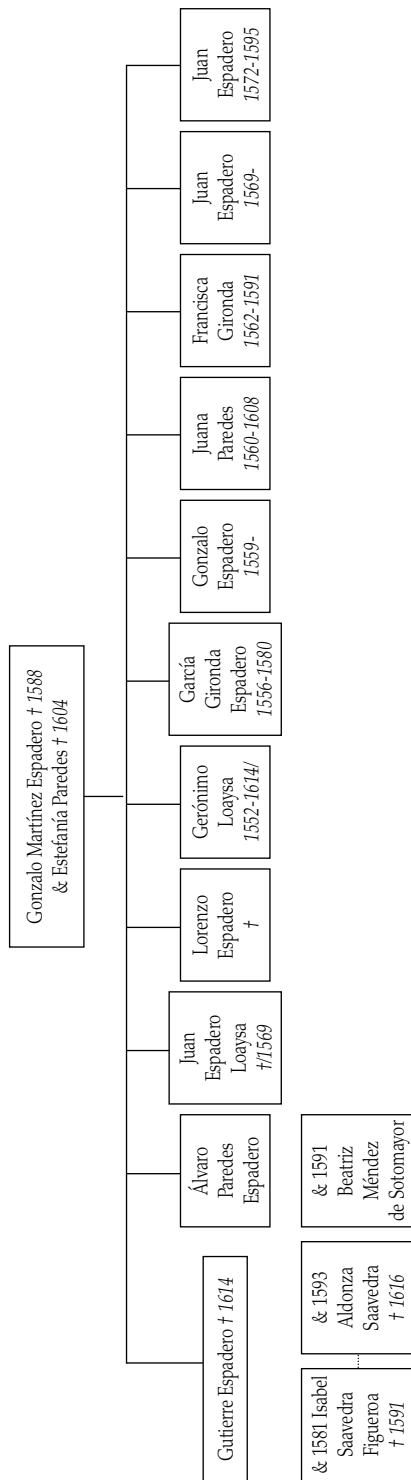 Gonzalo Martínez Espadero † 1588
& Estefanía Paredes † 1604
Gutierre Espadero † 1614
Álvaro
Paredes
Espadero
Juan
Espadero
Loaysa
†/1569
Lorenzo
Espadero
†
Gerónimo
Loaysa
1552-1614/
García
Gironda
Espadero
1556-1580
Gonzalo
Espadero
1559-
Juana
Paredes
1560-1608
Francisca
Gironda
1562-1591
Juan
Espadero
1569-
Juan
Espadero
1572-1595
& 1581 Isabel
Saavedra
Figueroa
† 1591
& 1593
Aldonza
Saavedra
† 1616
& 1591
Beatriz
Méndez
de Sotomayor